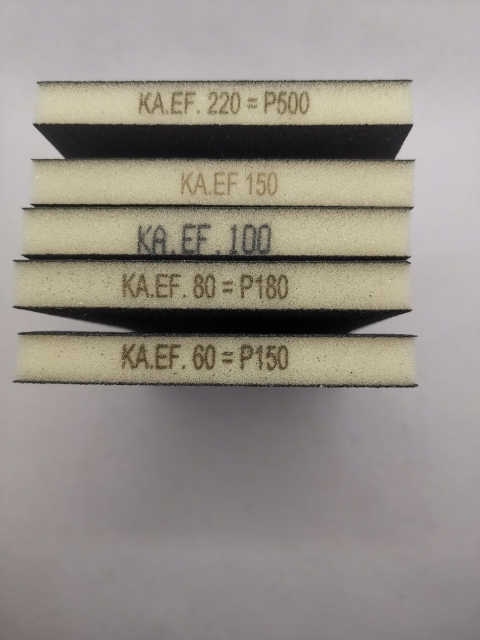 KA.EF. 220 = P500
KA.EF 150
KA.EF.100
KA.EF. 80 = P180
KA.EF. 60 = P150